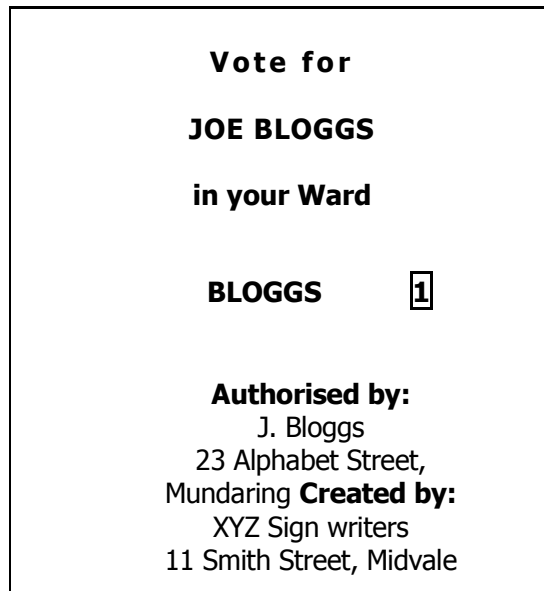 Vote for
JOE BLOGGS
in your Ward
BLOGGS 1
Authorised by:
J. Bloggs
23 Alphabet Street,
Mundaring Created by:
XYZ Sign writers
11 Smith Street, Midvale